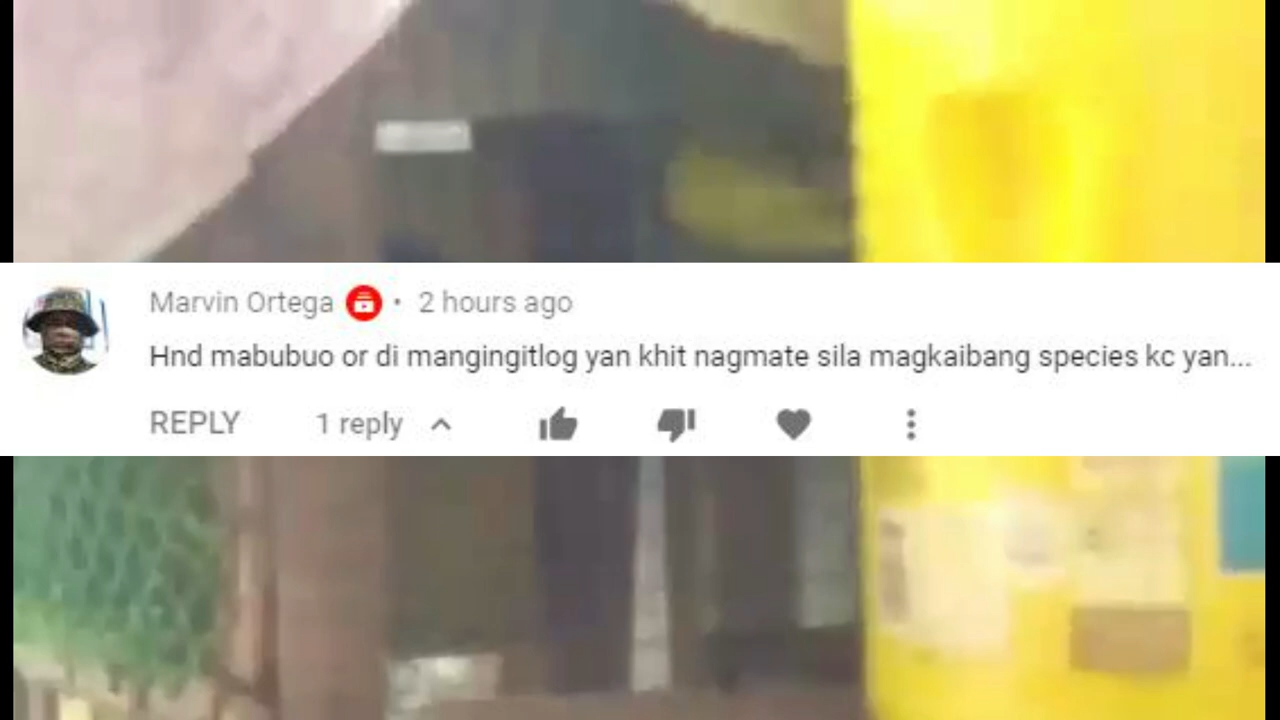 Marvin Ortega • 2 hours ago
Hnd mabubuo or di mangingitlog yan khit nagmate sila magkaibang species kc yan...
REPLY 1 reply